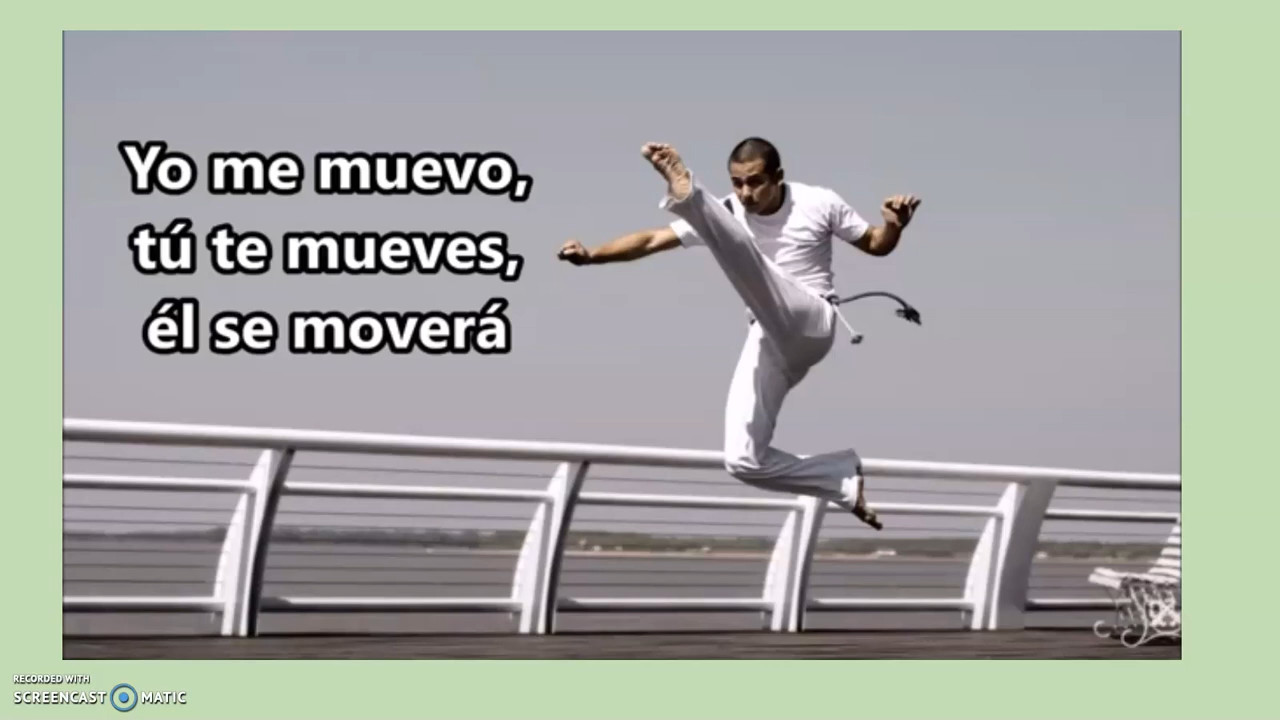 Yo me muevo,
tú te mueves,
él se moverá
RECORDED WITH
SCREENCAST MATIC